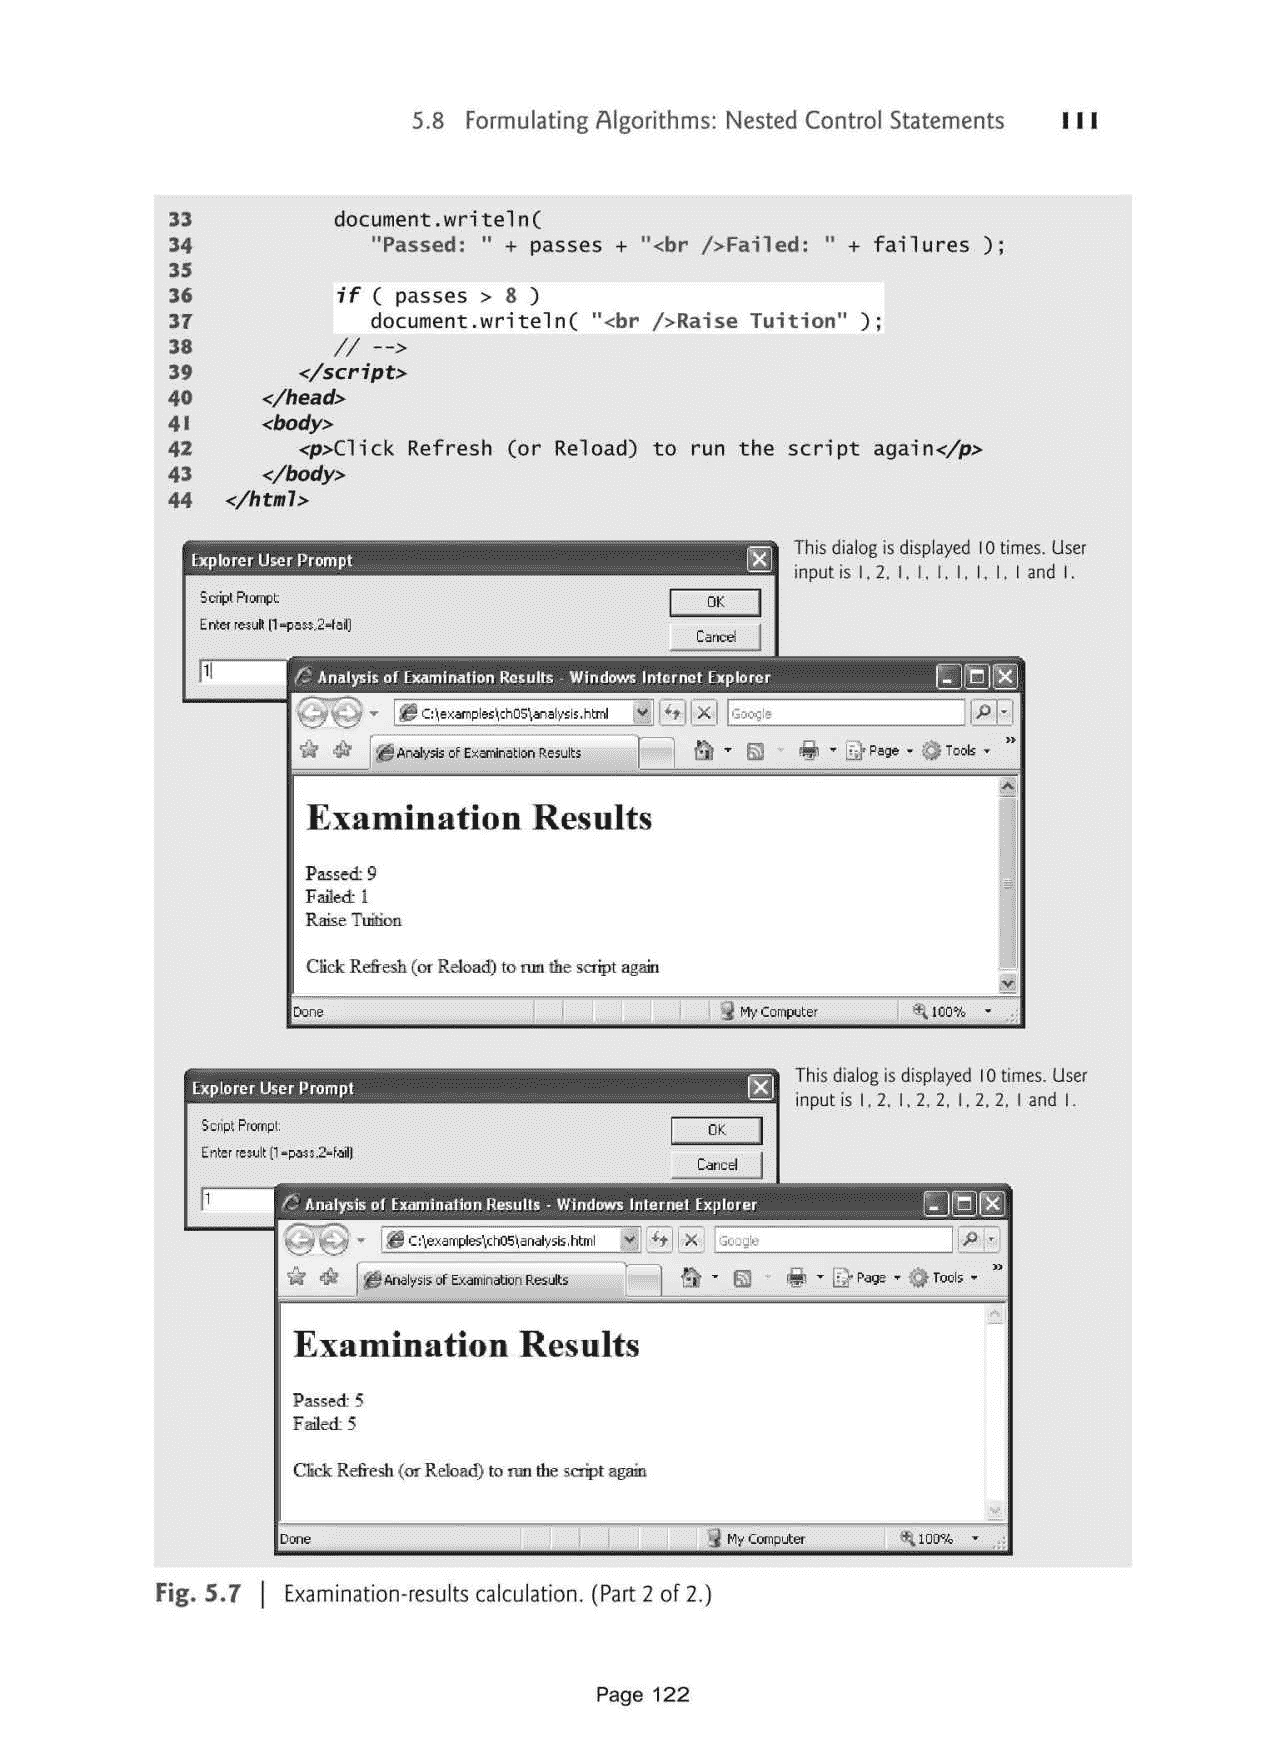 5.8 Formulating Algorithms: Nested Control Statements 111
33 document.writeln(
34 "Passed: " + passes + "<br />Failed: " + failures );
35
36 if ( passes > 8 )
37 document.writeln( "<br />Raise Tuition" );
38 // -->
39 </script>
40 </head>
41 <body>
42 <p>Click Refresh (or Reload) to run the script again</p>
43 </body>
44 </html>
This dialog is displayed 10 times. User
input is 1, 2, 1, 1, 1, 1, 1, 1, 1 and 1.
Explorer User Prompt
Script Prompt:
OK
Enter result (1=pass,2=fail)
Cancel
1
Analysis of Examination Results - Windows Internet Explorer
C:\examples\ch05\analysis.html Google
Analysis of Examination Results Page Tools »
Examination Results
Passed: 9
Failed: 1
Raise Tuition
Click Refresh (or Reload) to run the script again
Done My Computer 100%
This dialog is displayed 10 times. User
input is 1, 2, 1, 2, 2, 1, 2, 2, 1 and 1.
Explorer User Prompt
Script Prompt:
OK
Enter result (1=pass,2=fail)
Cancel
1
Analysis of Examination Results - Windows Internet Explorer
C:\examples\ch05\analysis.html Google
Analysis of Examination Results Page Tools »
Examination Results
Passed: 5
Failed: 5
Click Refresh (or Reload) to run the script again
Done My Computer 100%
Fig. 5.7 | Examination-results calculation. (Part 2 of 2.)
Page 122